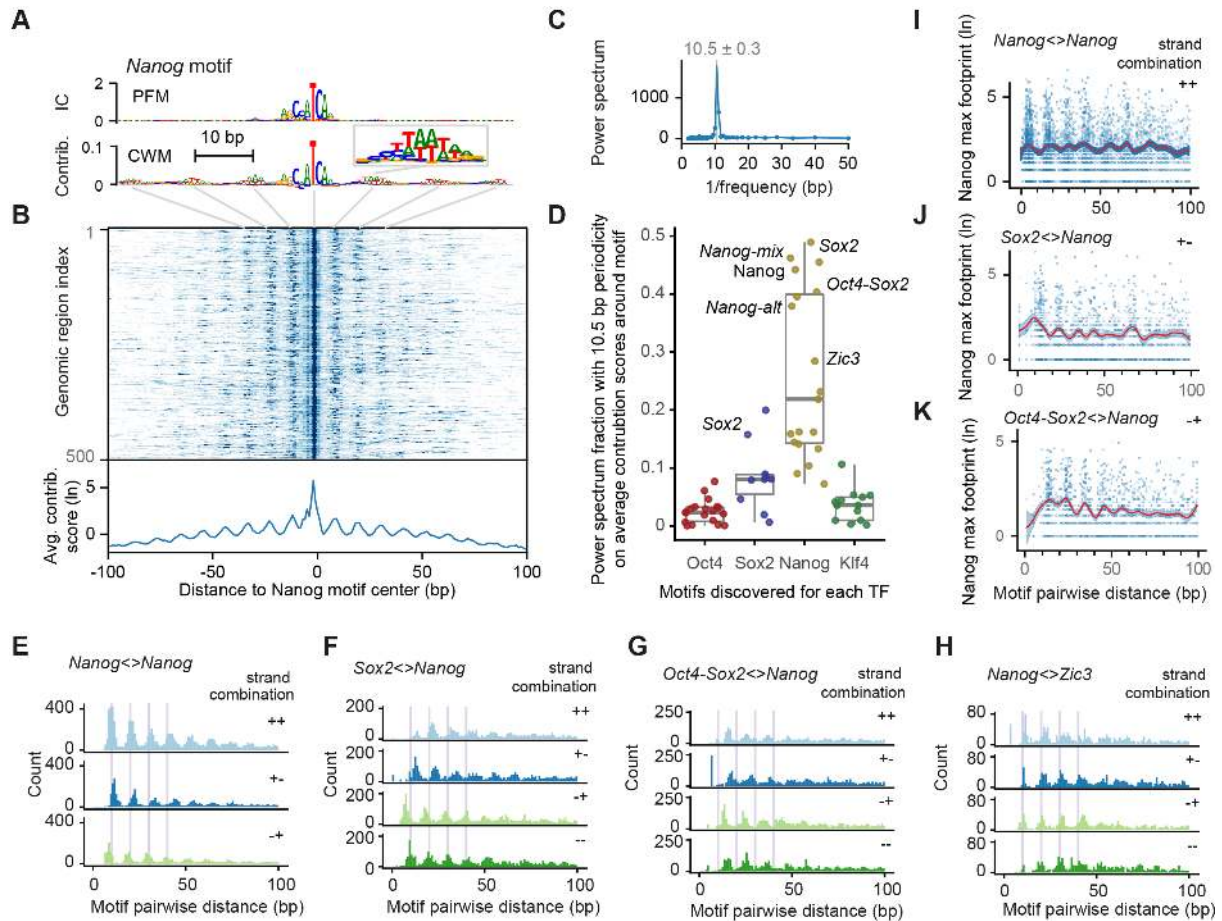 A
Nanog motif
2
IC
PFM
0
0.1
10 bp
Contrib.
CWM
0
B
1
Genomic region index
500
Avg. contrib.
score (ln)
5
0
-100
-50
0
50
100
Distance to Nanog motif center (bp)
C
10.5 ± 0.3
Power spectrum
1000
0
0
10
20
30
40
50
1/frequency (bp)
D
Power spectrum fraction with 10.5 bp periodicity
on average contrubtion scores around motif
0.5
0.4
0.3
0.2
0.1
0
Nanog-mix
Nanog
Nanog-alt
Sox2
Oct4-Sox2
Zic3
Sox2
Oct4
Sox2
Nanog
Klf4
Motifs discovered for each TF
I
Nanog<>Nanog
strand
combination
++
Nanog max footprint (ln)
5
0
0
50
100
J
Sox2<>Nanog
+-
Nanog max footprint (ln)
5
0
0
50
100
K
Oct4-Sox2<>Nanog
-+
Nanog max footprint (ln)
5
0
0
50
100
Motif pairwise distance (bp)
E
Nanog<>Nanog
strand
combination
400
0
++
400
0
+-
400
0
-+
Count
0
50
100
Motif pairwise distance (bp)
F
Sox2<>Nanog
strand
combination
200
0
++
200
0
+-
200
0
-+
200
0
--
Count
0
50
100
Motif pairwise distance (bp)
G
Oct4-Sox2<>Nanog
strand
combination
250
0
++
250
0
+-
250
0
-+
250
0
--
Count
0
50
100
Motif pairwise distance (bp)
H
Nanog<>Zic3
strand
combination
80
0
++
80
0
+-
80
0
-+
80
0
--
Count
0
50
100
Motif pairwise distance (bp)